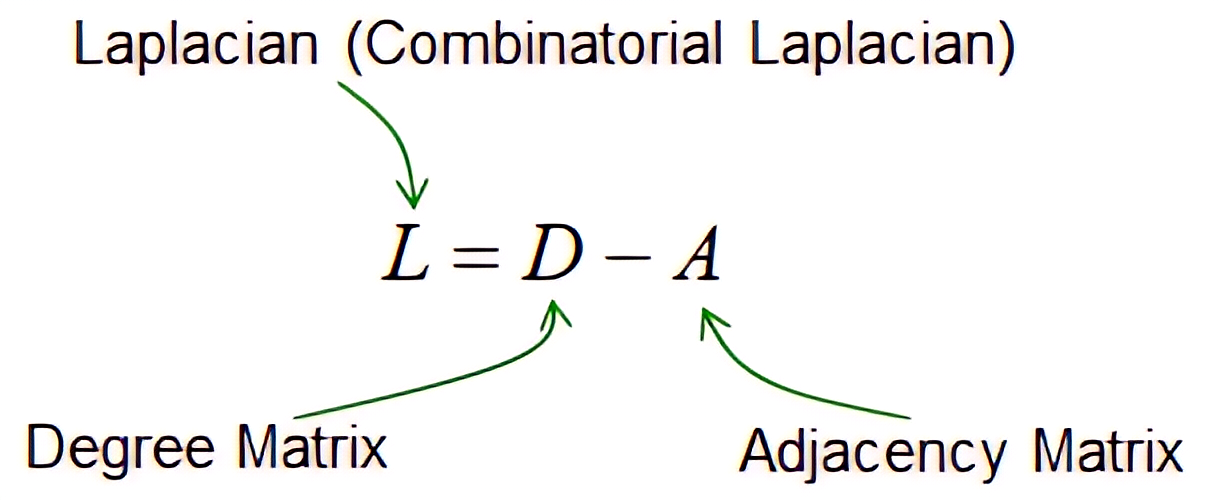 Laplacian (Combinatorial Laplacian)
L = D − A
Degree Matrix
Adjacency Matrix